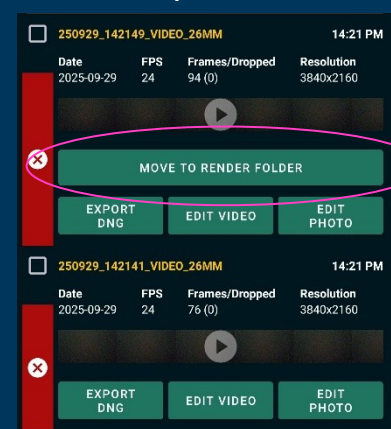 250929_142149_VIDEO_26MM 14:21 PM
Date FPS Frames/Dropped Resolution
2025-09-29 24 94 (0) 3840x2160
MOVE TO RENDER FOLDER
EXPORT DNG EDIT VIDEO EDIT PHOTO
250929_142141_VIDEO_26MM 14:21 PM
Date FPS Frames/Dropped Resolution
2025-09-29 24 76 (0) 3840x2160
EXPORT DNG EDIT VIDEO EDIT PHOTO